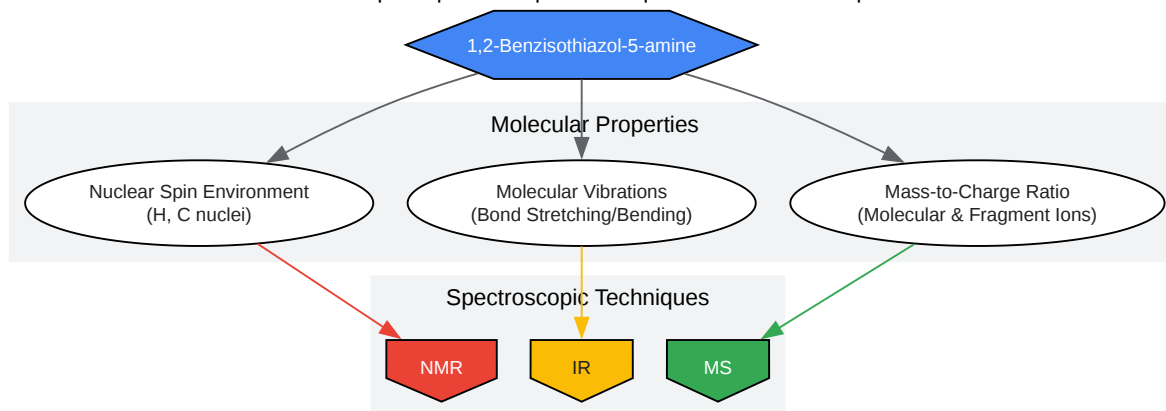 1,2-Benzisothiazol-5-amine
Molecular Properties
Nuclear Spin Environment
(H, C nuclei)
Molecular Vibrations
(Bond Stretching/Bending)
Mass-to-Charge Ratio
(Molecular & Fragment Ions)
Spectroscopic Techniques
NMR
IR
MS